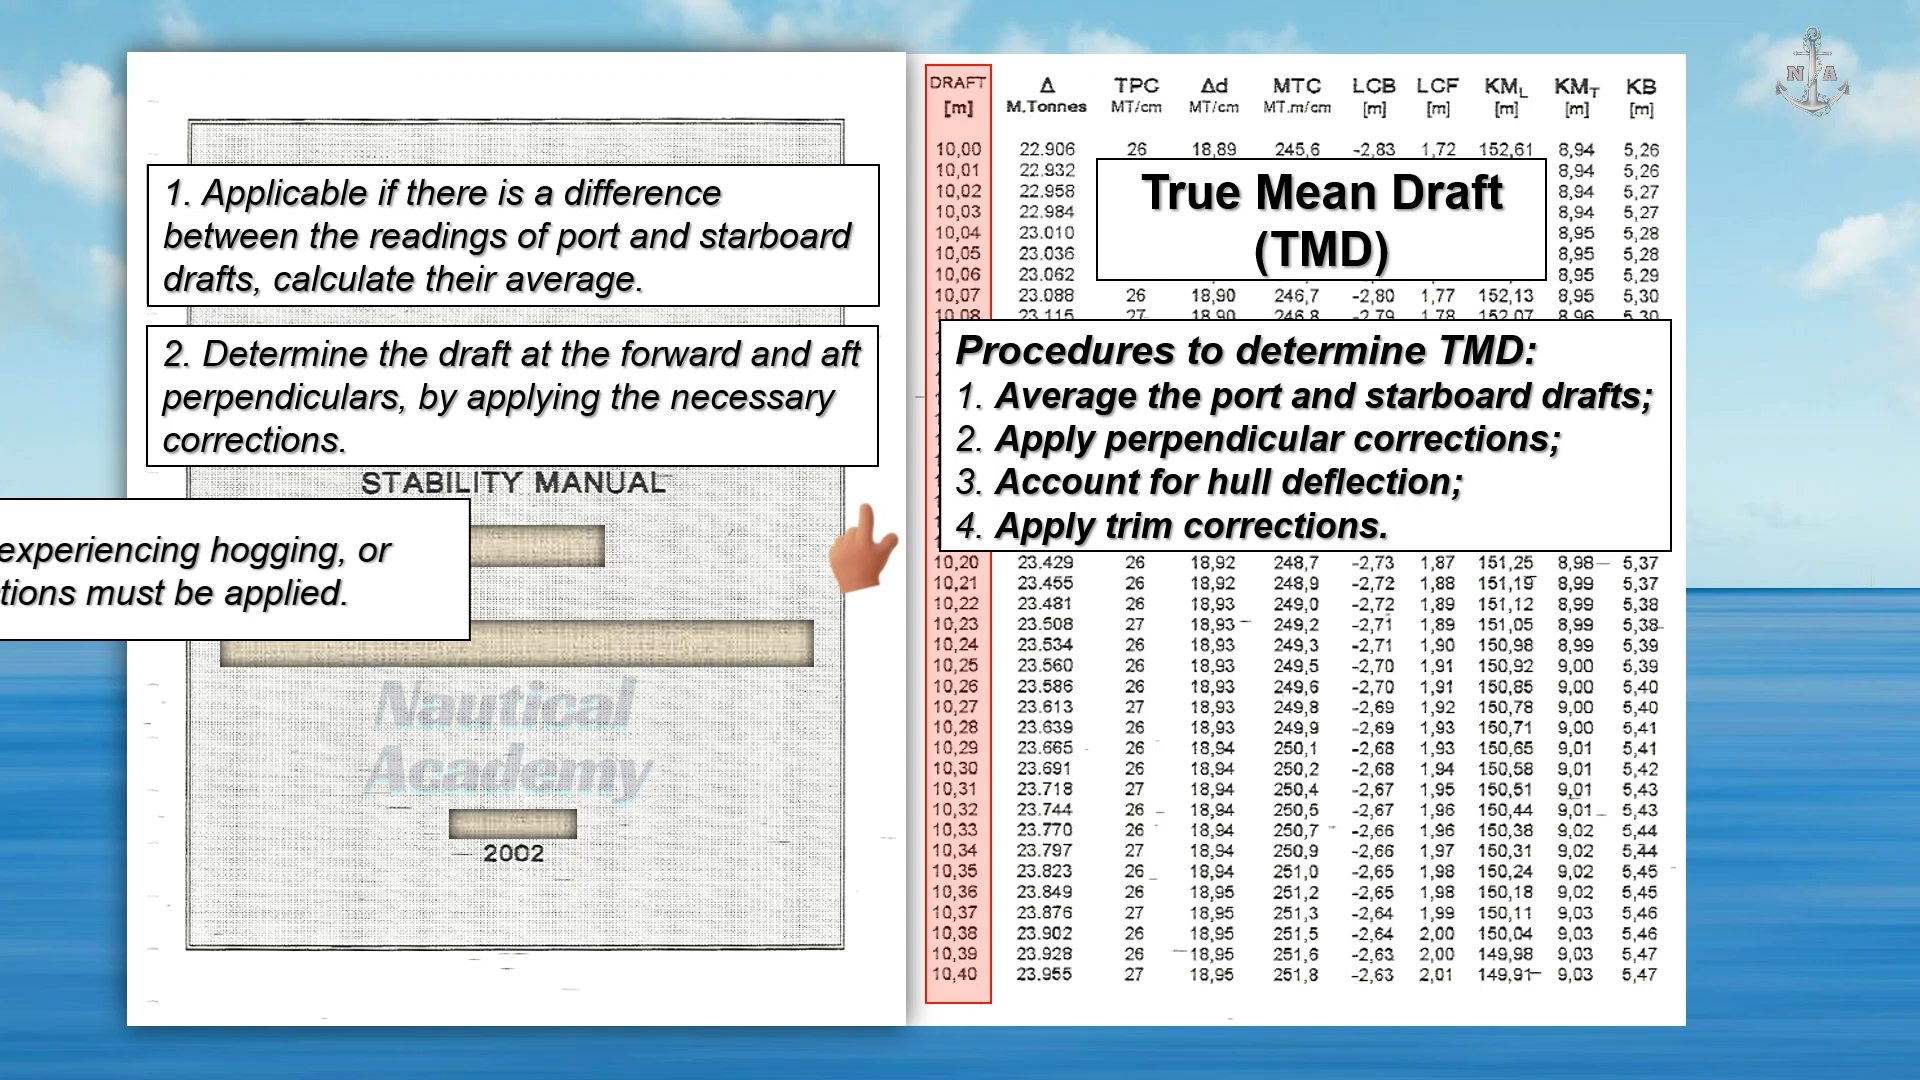 1. Applicable if there is a difference
between the readings of port and starboard
drafts, calculate their average.
2. Determine the draft at the forward and aft
perpendiculars, by applying the necessary
corrections.
STABILITY MANUAL
experiencing hogging, or
tions must be applied.
Nautical
Academy
2002
DRAFT Δ TPC Δd MTC LCB LCF KML KMT KB
[m] M.Tonnes MT/cm MT/cm MT.m/cm [m] [m] [m] [m] [m]
10,00 22.906 26 18,89 245,6 -2,83 1,72 152,61 8,94 5,26
10,01 22.932 8,94 5,26
10,02 22.958 8,94 5,27
10,03 22.984 8,94 5,27
10,04 23.010 8,95 5,28
10,05 23.036 8,95 5,28
10,06 23.062 8,95 5,29
10,07 23.088 26 18,90 246,7 -2,80 1,77 152,13 8,95 5,30
10,08 23.115 27 18,90 246,8 -2,79 1,78 152,07 8,96 5,30
True Mean Draft
(TMD)
Procedures to determine TMD:
1. Average the port and starboard drafts;
2. Apply perpendicular corrections;
3. Account for hull deflection;
4. Apply trim corrections.
10,20 23.429 26 18,92 248,7 -2,73 1,87 151,25 8,98 5,37
10,21 23.455 26 18,92 248,9 -2,72 1,88 151,19 8,99 5,37
10,22 23.481 26 18,93 249,0 -2,72 1,89 151,12 8,99 5,38
10,23 23.508 27 18,93 249,2 -2,71 1,89 151,05 8,99 5,38
10,24 23.534 26 18,93 249,3 -2,71 1,90 150,98 8,99 5,39
10,25 23.560 26 18,93 249,5 -2,70 1,91 150,92 9,00 5,39
10,26 23.586 26 18,93 249,6 -2,70 1,91 150,85 9,00 5,40
10,27 23.613 27 18,93 249,8 -2,69 1,92 150,78 9,00 5,40
10,28 23.639 26 18,93 249,9 -2,69 1,93 150,71 9,00 5,41
10,29 23.665 26 18,94 250,1 -2,68 1,93 150,65 9,01 5,41
10,30 23.691 26 18,94 250,2 -2,68 1,94 150,58 9,01 5,42
10,31 23.718 27 18,94 250,4 -2,67 1,95 150,51 9,01 5,43
10,32 23.744 26 18,94 250,5 -2,67 1,96 150,44 9,01 5,43
10,33 23.770 26 18,94 250,7 -2,66 1,96 150,38 9,02 5,44
10,34 23.797 27 18,94 250,9 -2,66 1,97 150,31 9,02 5,44
10,35 23.823 26 18,94 251,0 -2,65 1,98 150,24 9,02 5,45
10,36 23.849 26 18,95 251,2 -2,65 1,98 150,18 9,02 5,45
10,37 23.876 27 18,95 251,3 -2,64 1,99 150,11 9,03 5,46
10,38 23.902 26 18,95 251,5 -2,64 2,00 150,04 9,03 5,46
10,39 23.928 26 18,95 251,6 -2,63 2,00 149,98 9,03 5,47
10,40 23.955 27 18,95 251,8 -2,63 2,01 149,91 9,03 5,47
N A